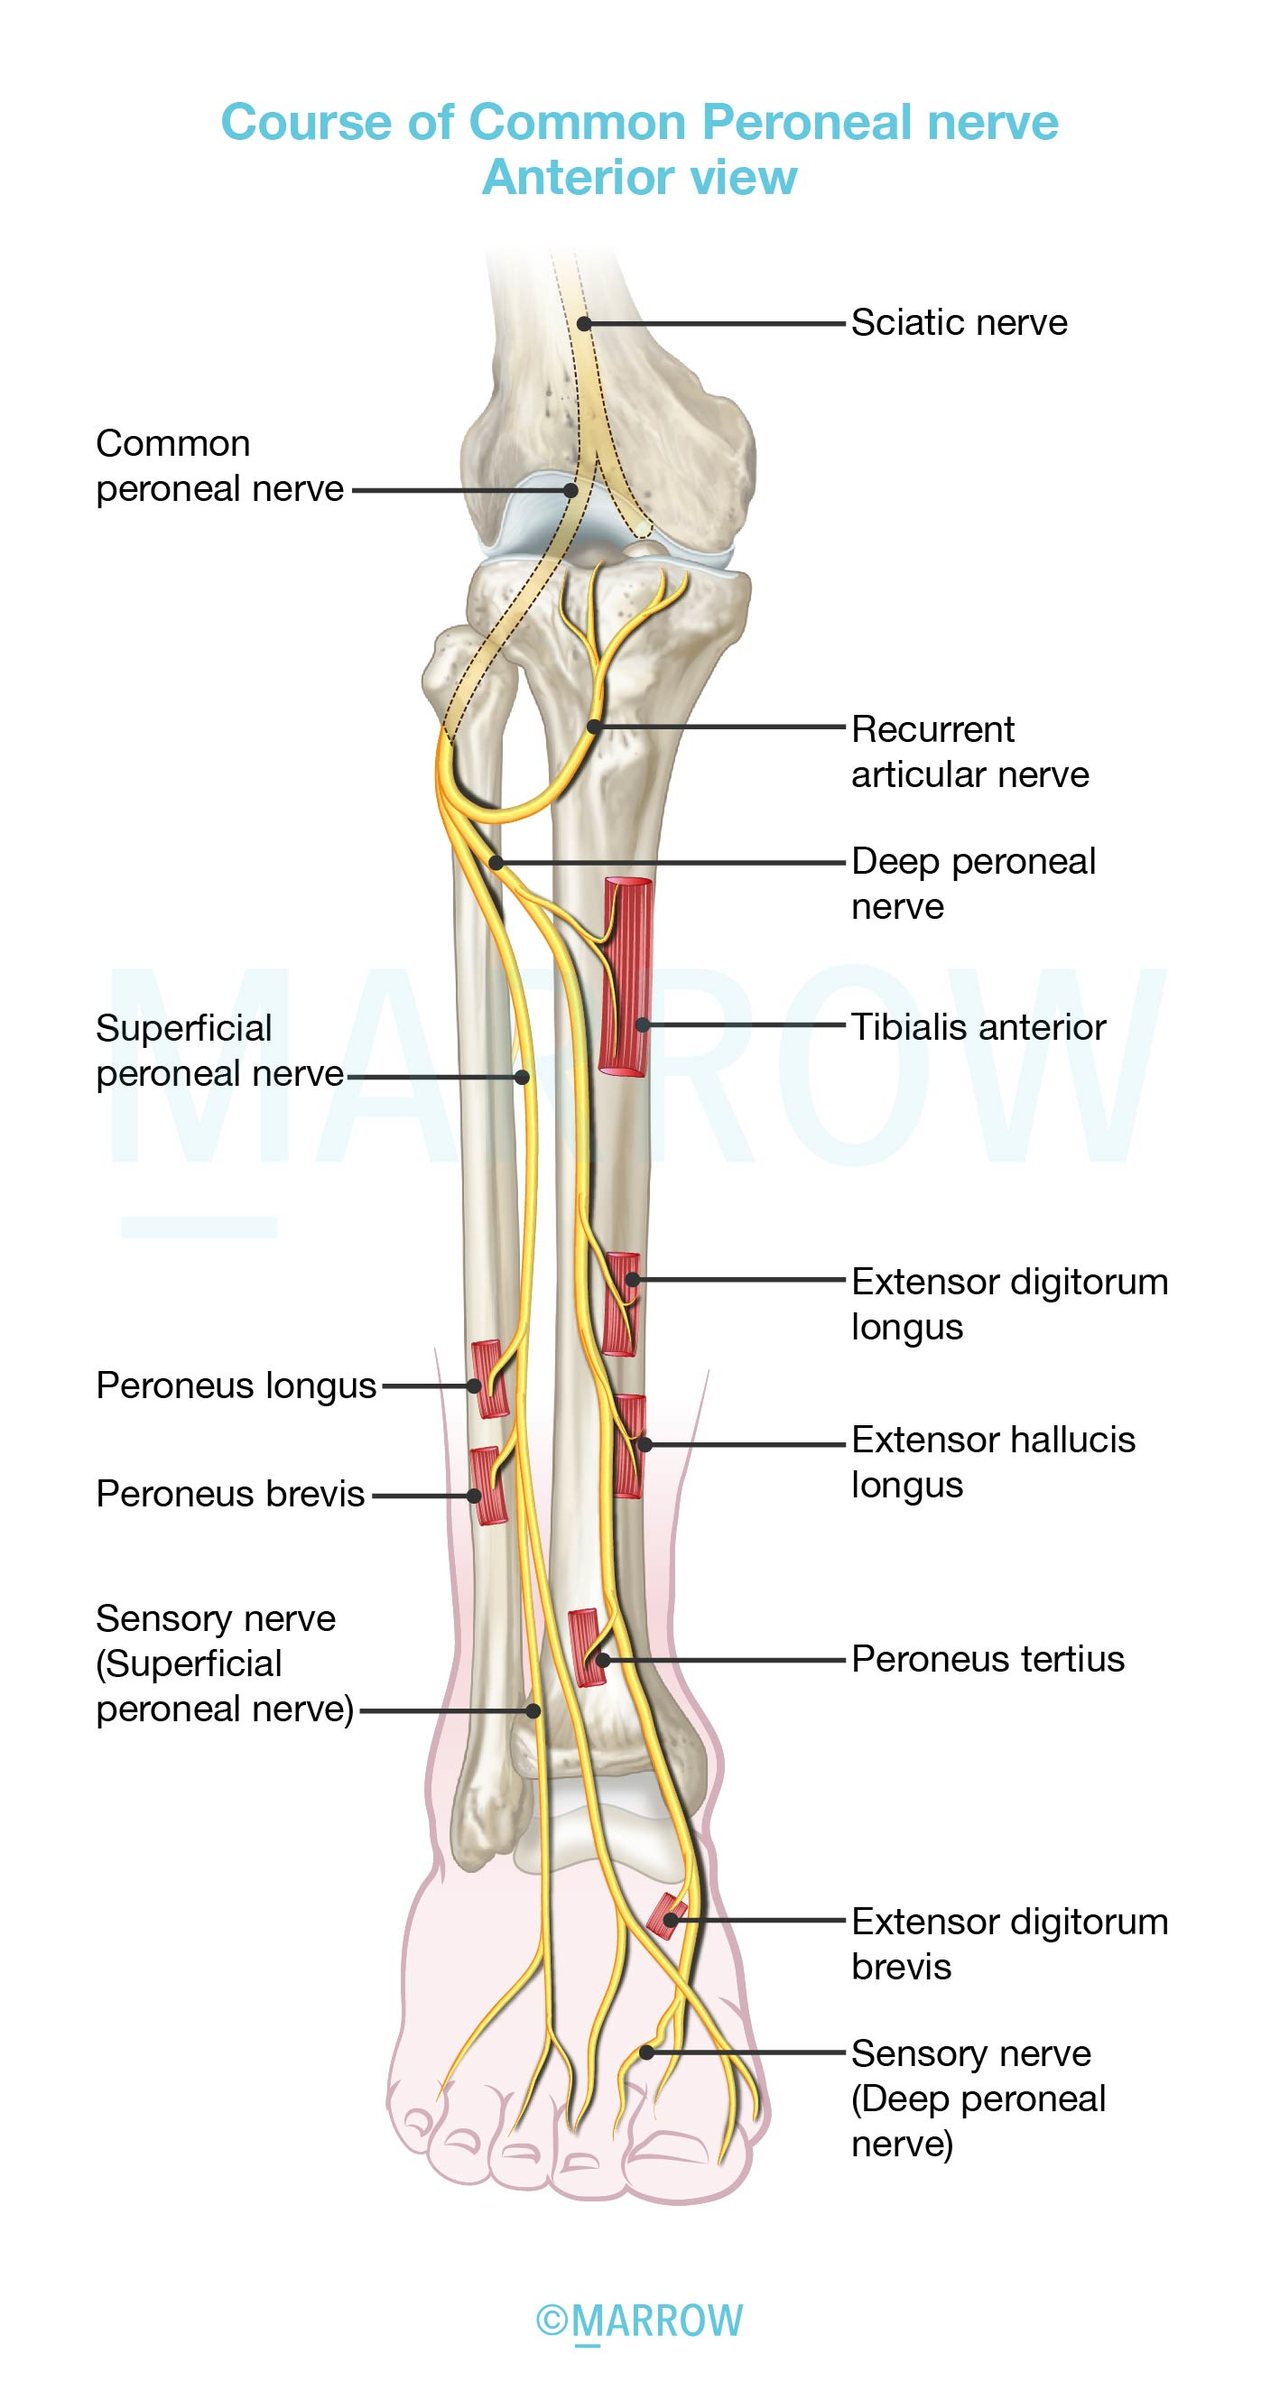 Course of Common Peroneal nerve
Anterior view
Sciatic nerve
Common
peroneal nerve
Recurrent
articular nerve
Deep peroneal
nerve
MARROW
Tibialis anterior
Superficial
peroneal nerve
Extensor digitorum
longus
Peroneus longus
Extensor hallucis
longus
Peroneus brevis
Sensory nerve
(Superficial
peroneal nerve)
Peroneus tertius
Extensor digitorum
brevis
Sensory nerve
(Deep peroneal
nerve)
©MARROW